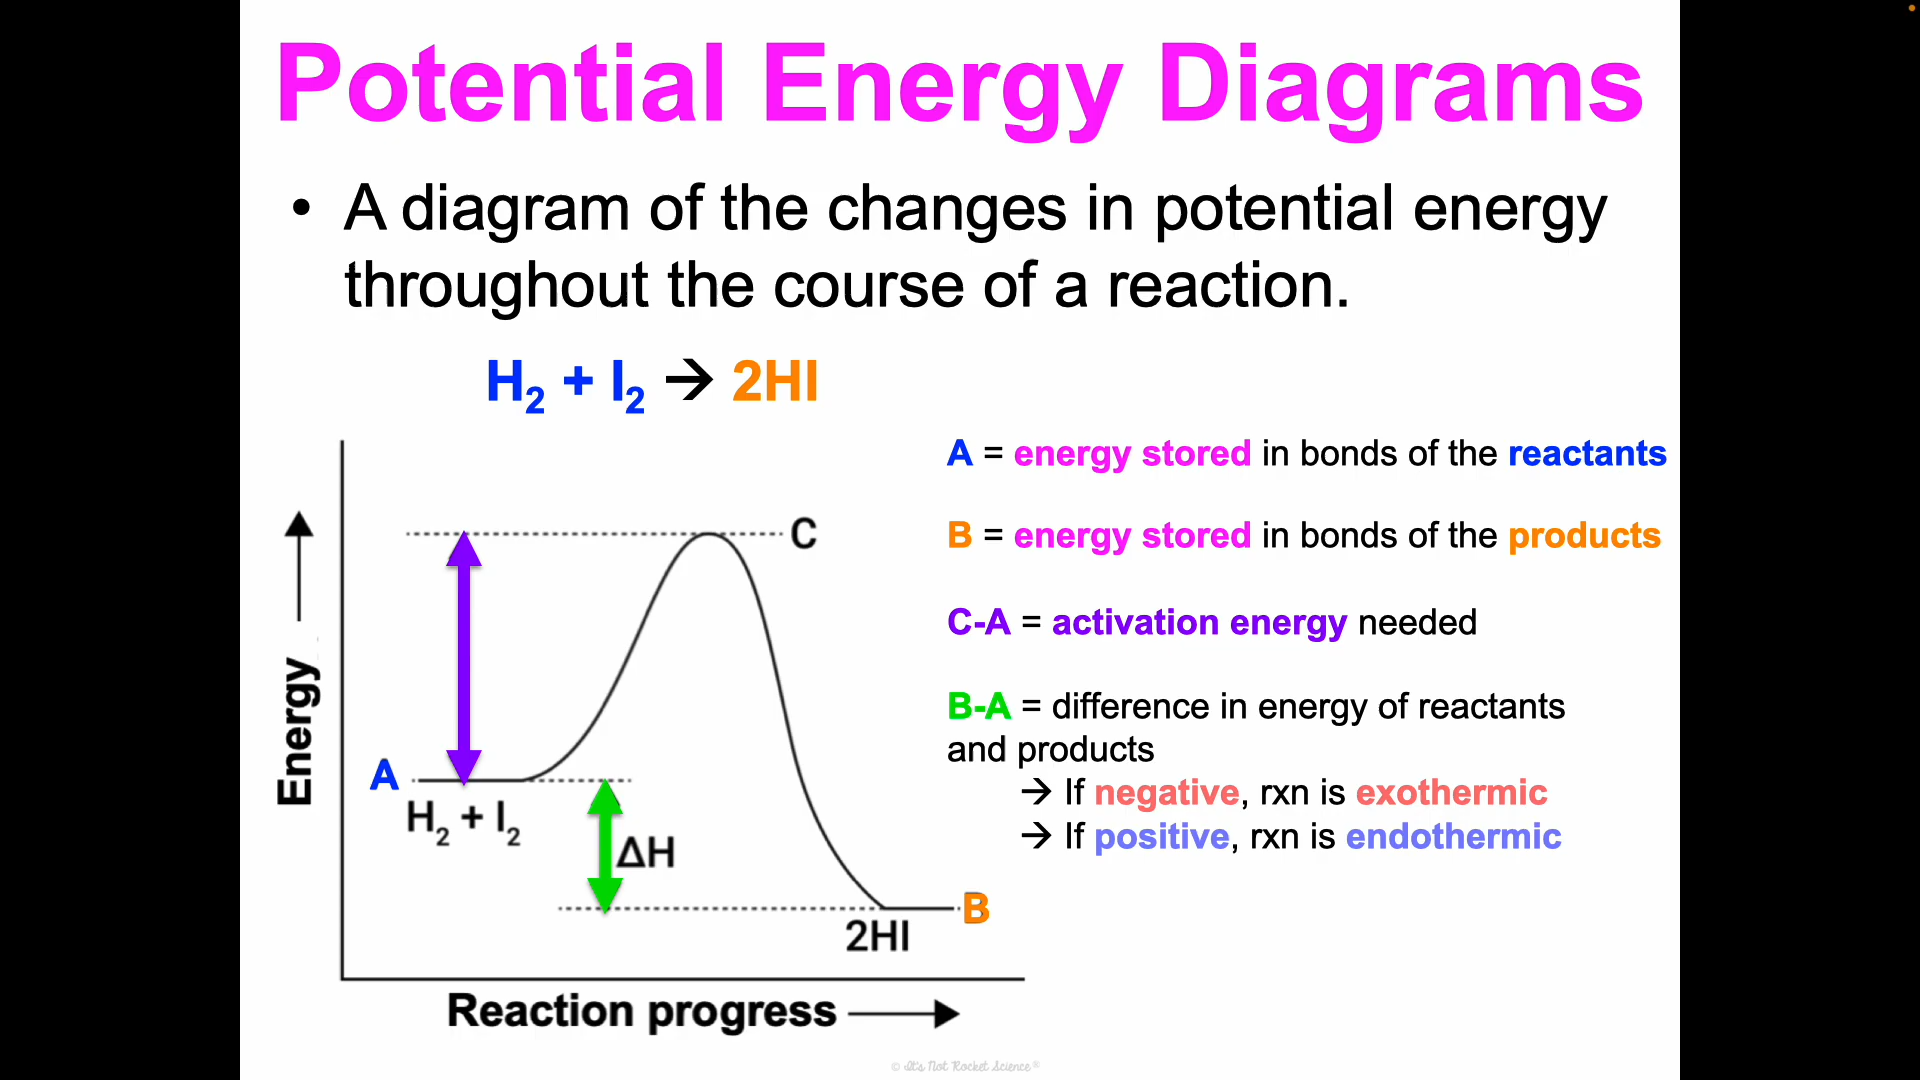 Potential Energy Diagrams
• A diagram of the changes in potential energy
throughout the course of a reaction.
H₂ + I₂ → 2HI
A = energy stored in bonds of the reactants
B = energy stored in bonds of the products
C-A = activation energy needed
B-A = difference in energy of reactants
and products
→ If negative, rxn is exothermic
→ If positive, rxn is endothermic
Energy
C
A
H₂ + I₂
ΔH
B
2HI
Reaction progress
© It's Not Rocket Science®